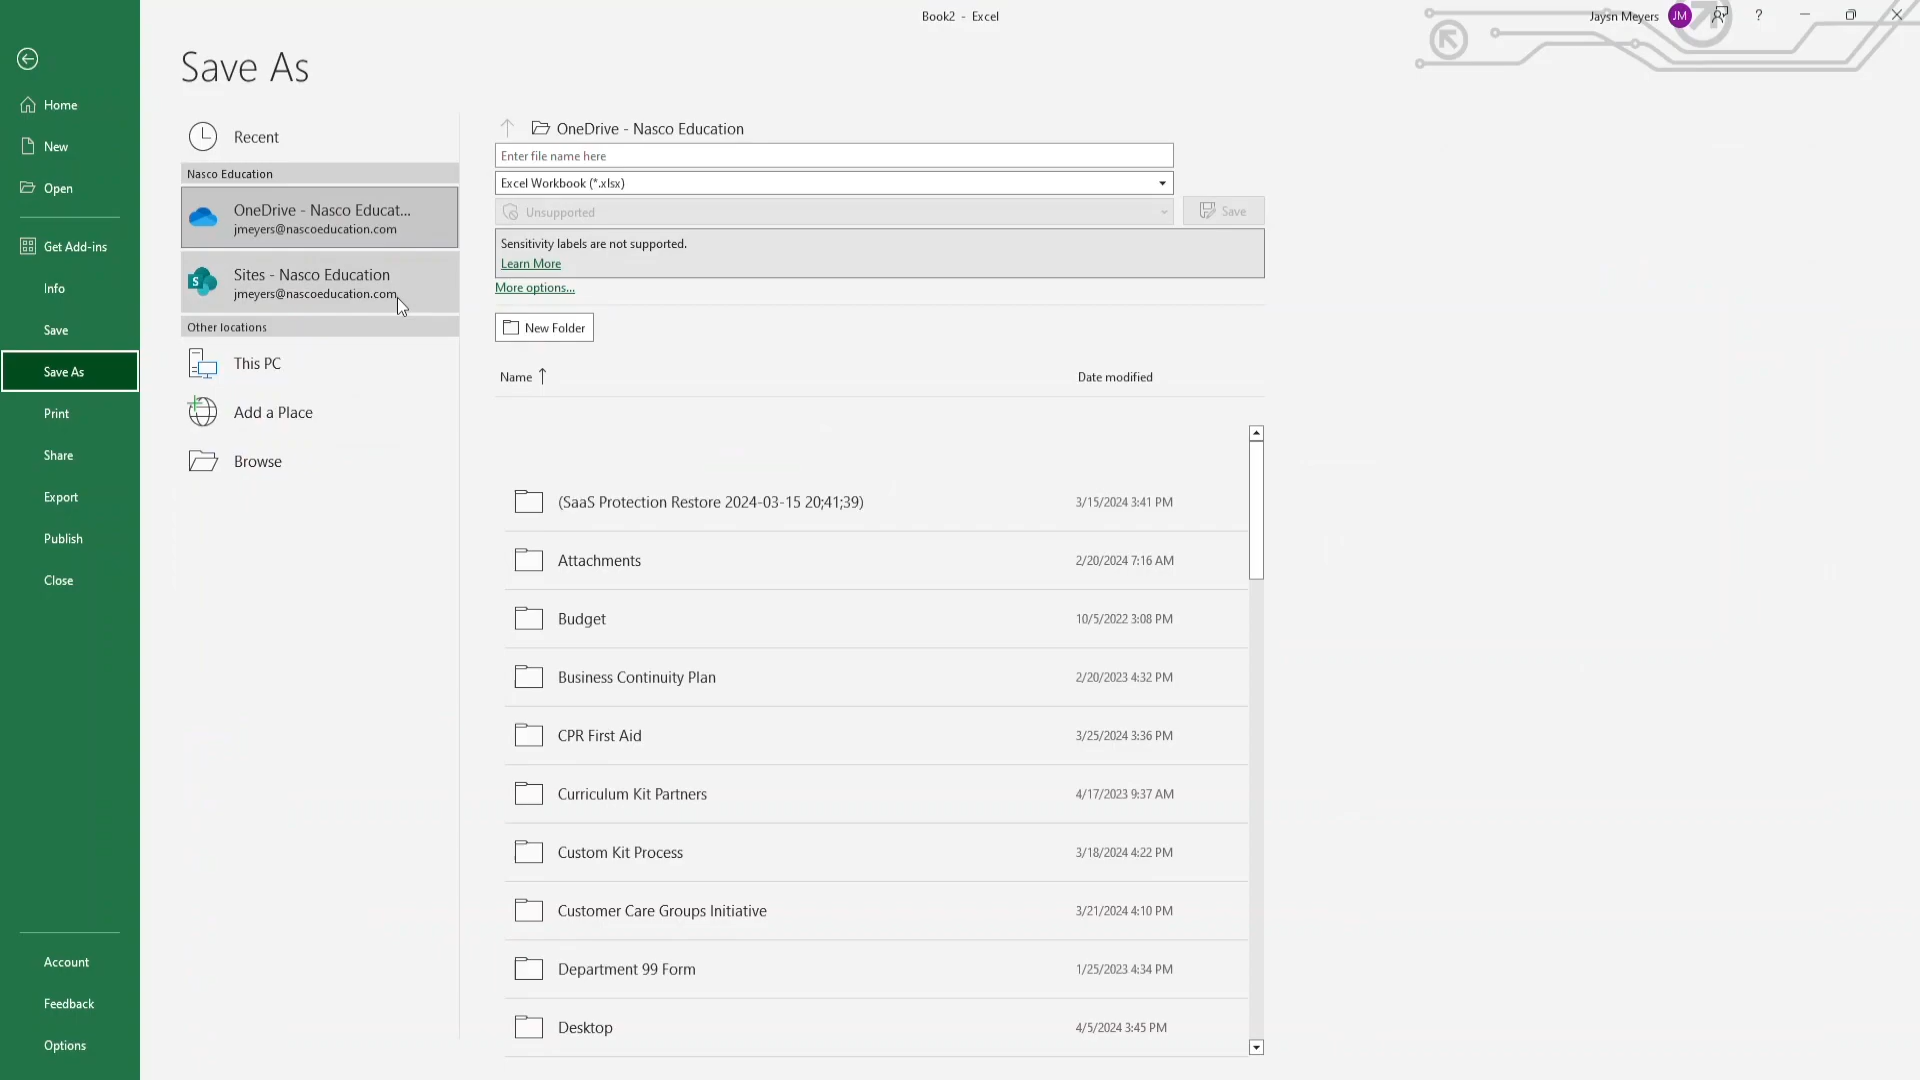 Book2 - Excel
Jaysn Meyers
JM
?
Home
New
Open
Get Add-ins
Info
Save
Save As
Print
Share
Export
Publish
Close
Account
Feedback
Options
Save As
Recent
Nasco Education
OneDrive - Nasco Educat...
jmeyers@nascoeducation.com
S
Sites - Nasco Education
jmeyers@nascoeducation.com
Other locations
This PC
Add a Place
Browse
OneDrive - Nasco Education
Enter file name here
Excel Workbook (*.xlsx)
Unsupported
Save
Sensitivity labels are not supported.
Learn More
More options...
New Folder
Name Date modified
(SaaS Protection Restore 2024-03-15 20;41;39) 3/15/2024 3:41 PM
Attachments 2/20/2024 7:16 AM
Budget 10/5/2022 3:08 PM
Business Continuity Plan 2/20/2023 4:32 PM
CPR First Aid 3/25/2024 3:36 PM
Curriculum Kit Partners 4/17/2023 9:37 AM
Custom Kit Process 3/18/2024 4:22 PM
Customer Care Groups Initiative 3/21/2024 4:10 PM
Department 99 Form 1/25/2023 4:34 PM
Desktop 4/5/2024 3:45 PM